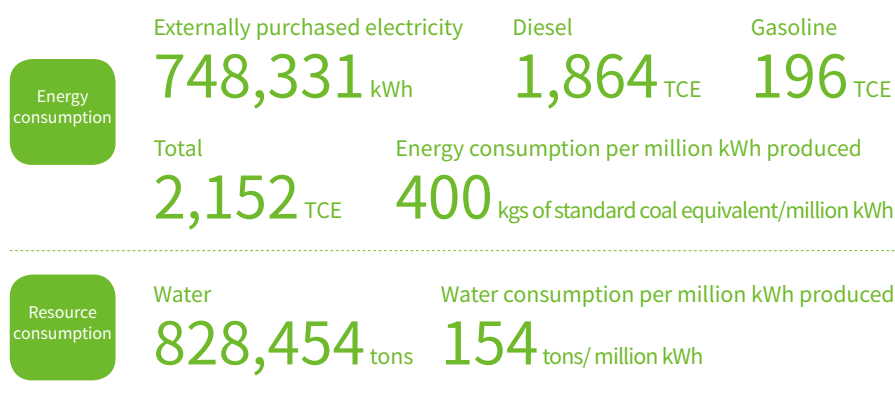 Energy
consumption
Externally purchased electricity
748,331 kWh
Diesel
1,864 TCE
Gasoline
196 TCE
Total
2,152 TCE
Energy consumption per million kWh produced
400 kgs of standard coal equivalent/million kWh
Resource
consumption
Water
828,454 tons
Water consumption per million kWh produced
154 tons/ million kWh